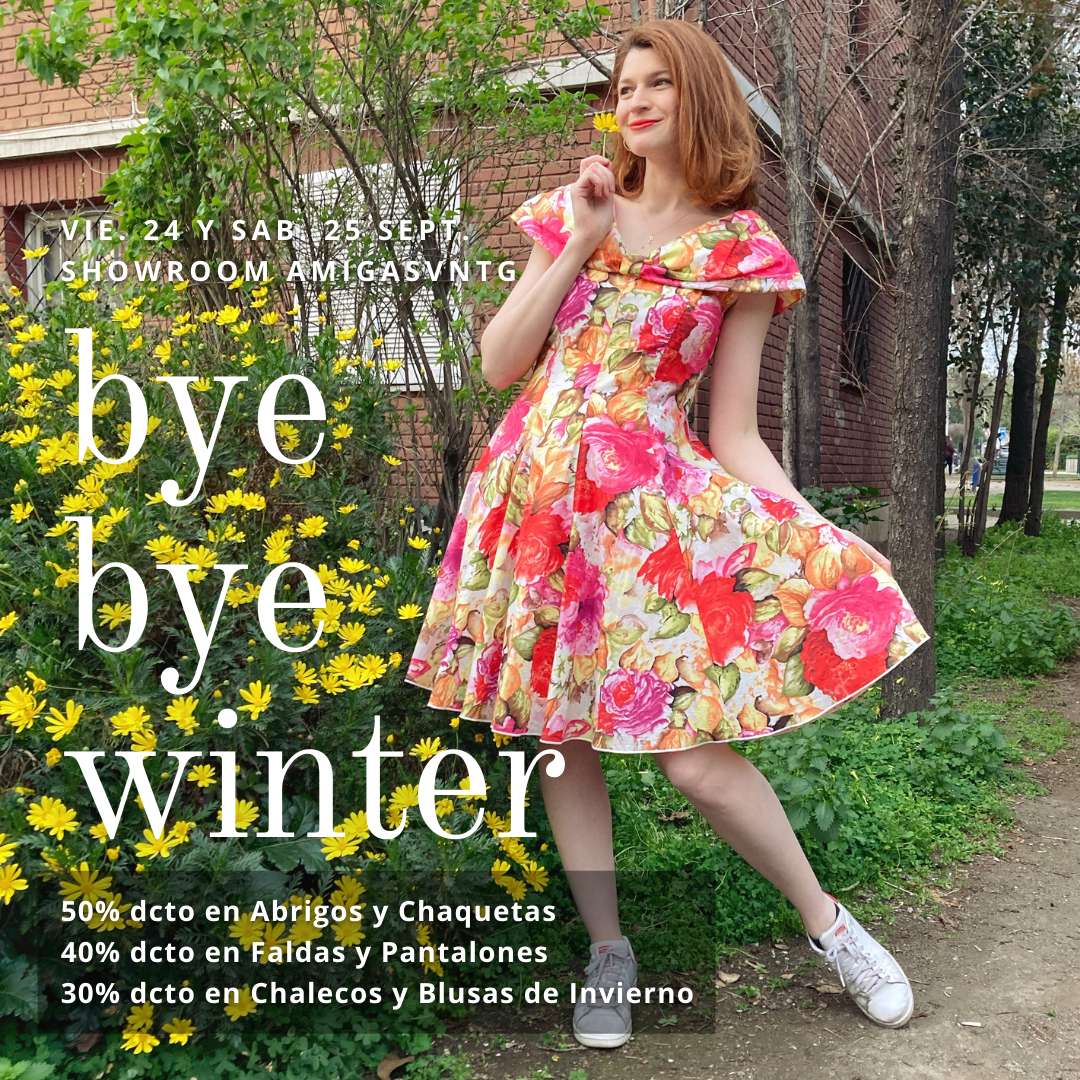 VIE. 24 Y SAB. 25 SEPT.
SHOWROOM AMIGASVNTG
bye
bye
winter
50% dcto en Abrigos y Chaquetas
40% dcto en Faldas y Pantalones
30% dcto en Chalecos y Blusas de Invierno